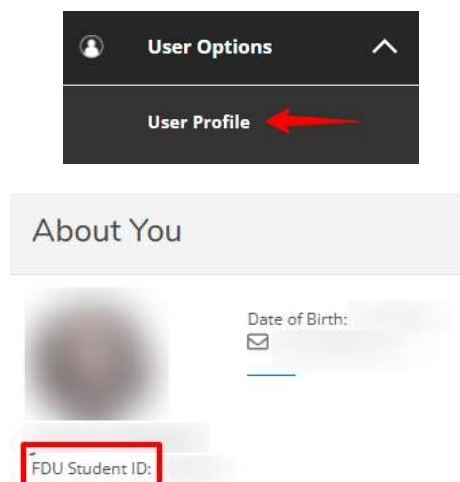 User Options
User Profile
About You
Date of Birth:
FDU Student ID: